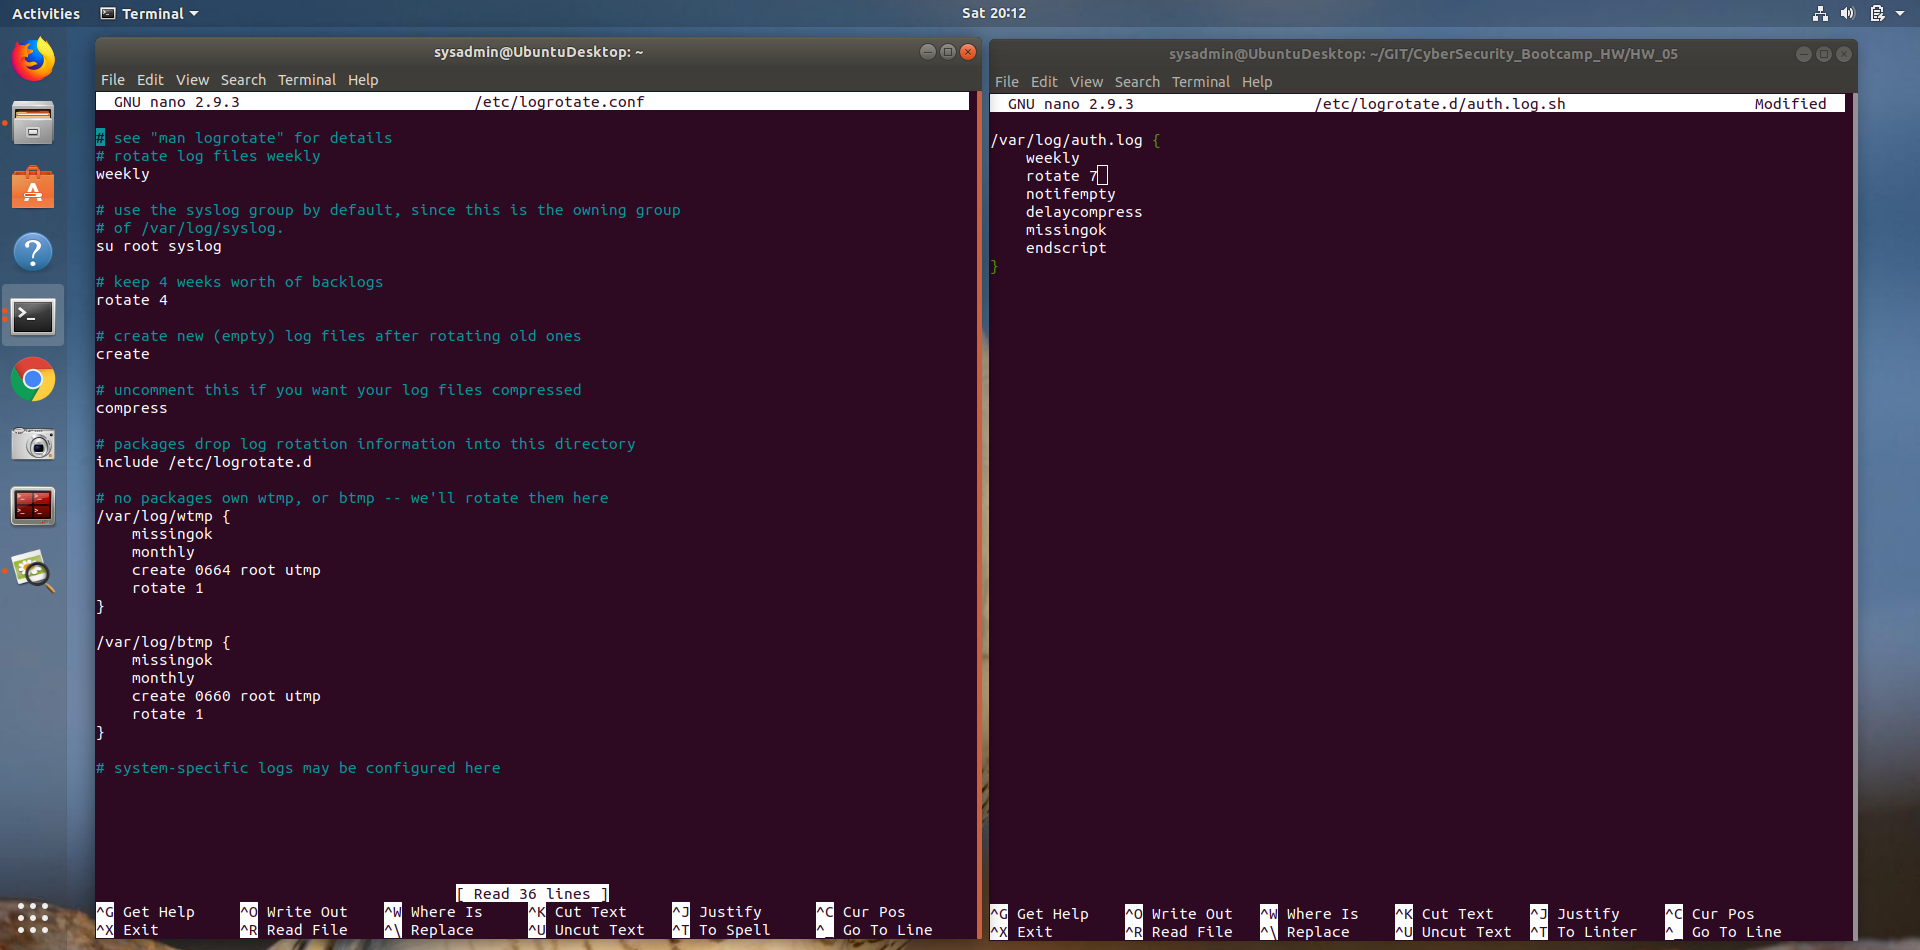 Activities Terminal Sat 20:12
sysadmin@UbuntuDesktop: ~
File Edit View Search Terminal Help
GNU nano 2.9.3 /etc/logrotate.conf
# see "man logrotate" for details
# rotate log files weekly
weekly
# use the syslog group by default, since this is the owning group
# of /var/log/syslog.
su root syslog
# keep 4 weeks worth of backlogs
rotate 4
# create new (empty) log files after rotating old ones
create
# uncomment this if you want your log files compressed
compress
# packages drop log rotation information into this directory
include /etc/logrotate.d
# no packages own wtmp, or btmp -- we'll rotate them here
/var/log/wtmp {
missingok
monthly
create 0664 root utmp
rotate 1
}
/var/log/btmp {
missingok
monthly
create 0660 root utmp
rotate 1
}
# system-specific logs may be configured here
[ Read 36 lines ]
^G Get Help ^O Write Out ^W Where Is ^K Cut Text ^J Justify ^C Cur Pos
^X Exit ^R Read File ^\ Replace ^U Uncut Text ^T To Spell ^_ Go To Line
sysadmin@UbuntuDesktop: ~/GIT/CyberSecurity_Bootcamp_HW/HW_05
File Edit View Search Terminal Help
GNU nano 2.9.3 /etc/logrotate.d/auth.log.sh Modified
/var/log/auth.log {
weekly
rotate 7
notifempty
delaycompress
missingok
endscript
}
^G Get Help ^O Write Out ^W Where Is ^K Cut Text ^J Justify ^C Cur Pos
^X Exit ^R Read File ^\ Replace ^U Uncut Text ^T To Linter ^_ Go To Line